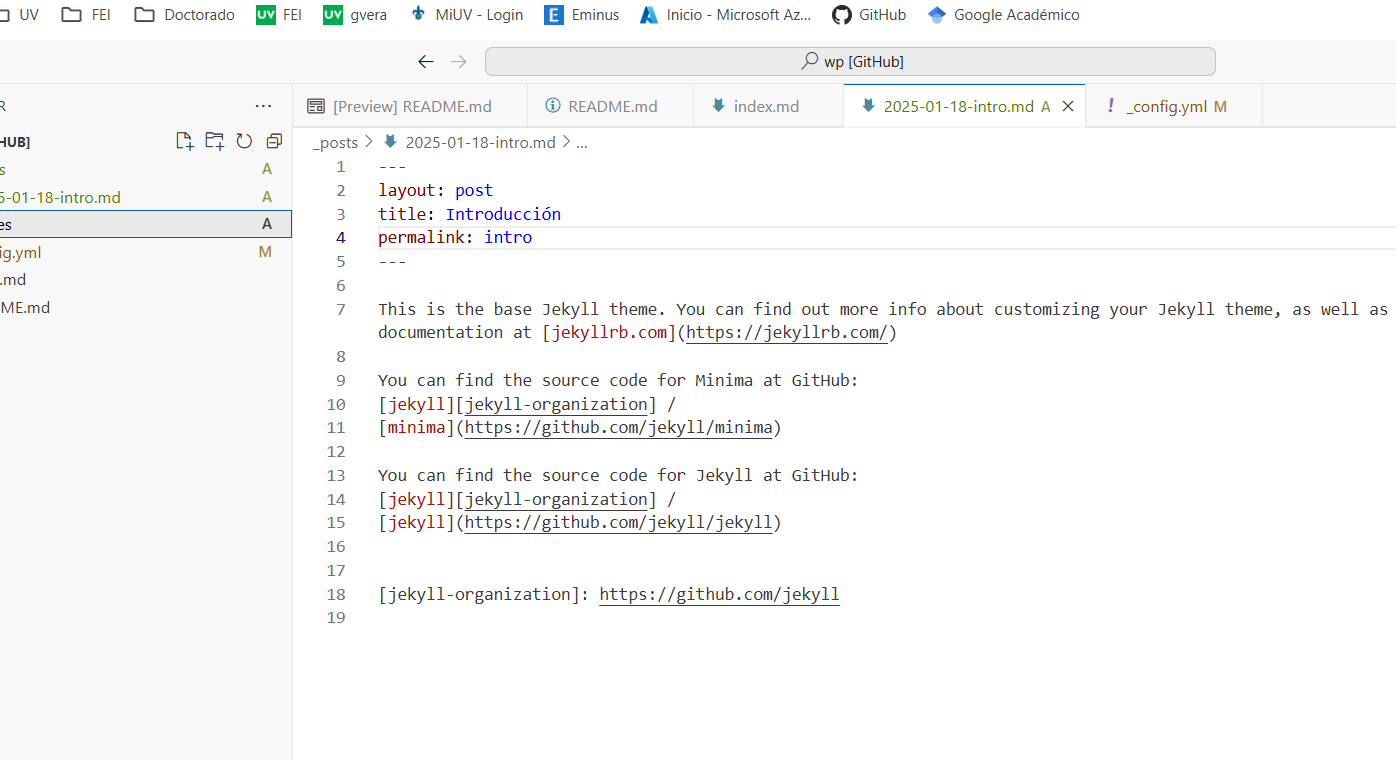 UV FEI Doctorado UV FEI UV gvera MiUV - Login E Eminus Inicio - Microsoft Az... GitHub Google Académico
wp [GitHub]
R ...
[Preview] README.md README.md index.md 2025-01-18-intro.md A _config.yml M
HUB]
s A
5-01-18-intro.md A
es A
ig.yml M
.md
ME.md
_posts > 2025-01-18-intro.md > ...
1 ---
2 layout: post
3 title: Introducción
4 permalink: intro
5 ---
6
7 This is the base Jekyll theme. You can find out more info about customizing your Jekyll theme, as well as
documentation at [jekyllrb.com](https://jekyllrb.com/)
8
9 You can find the source code for Minima at GitHub:
10 [jekyll][jekyll-organization] /
11 [minima](https://github.com/jekyll/minima)
12
13 You can find the source code for Jekyll at GitHub:
14 [jekyll][jekyll-organization] /
15 [jekyll](https://github.com/jekyll/jekyll)
16
17
18 [jekyll-organization]: https://github.com/jekyll
19